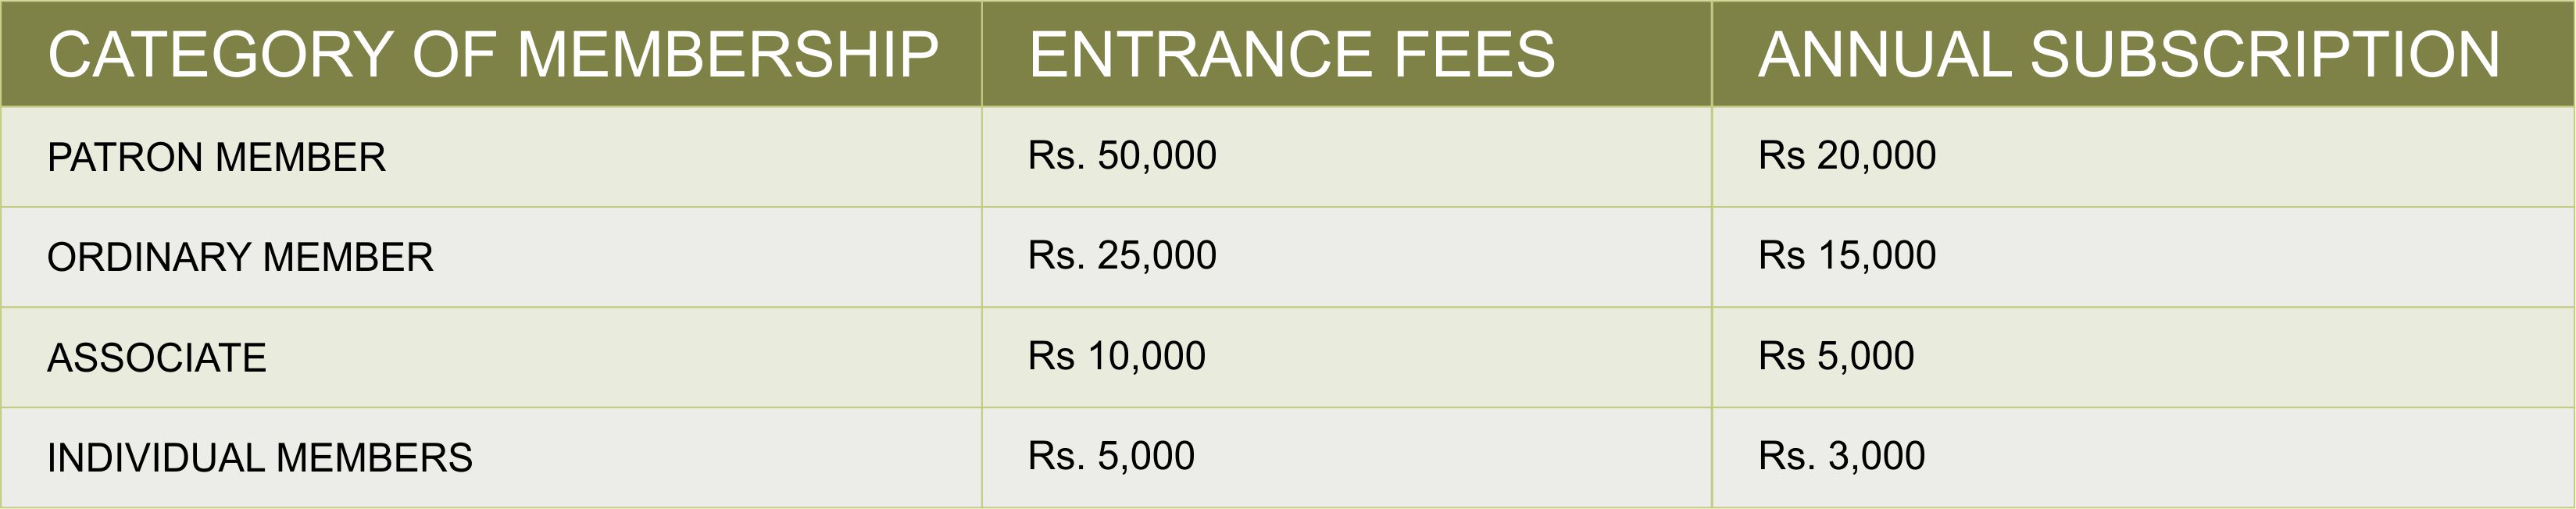 CATEGORY OF MEMBERSHIP ENTRANCE FEES ANNUAL SUBSCRIPTION
PATRON MEMBER Rs. 50,000 Rs 20,000
ORDINARY MEMBER Rs. 25,000 Rs 15,000
ASSOCIATE Rs 10,000 Rs 5,000
INDIVIDUAL MEMBERS Rs. 5,000 Rs. 3,000